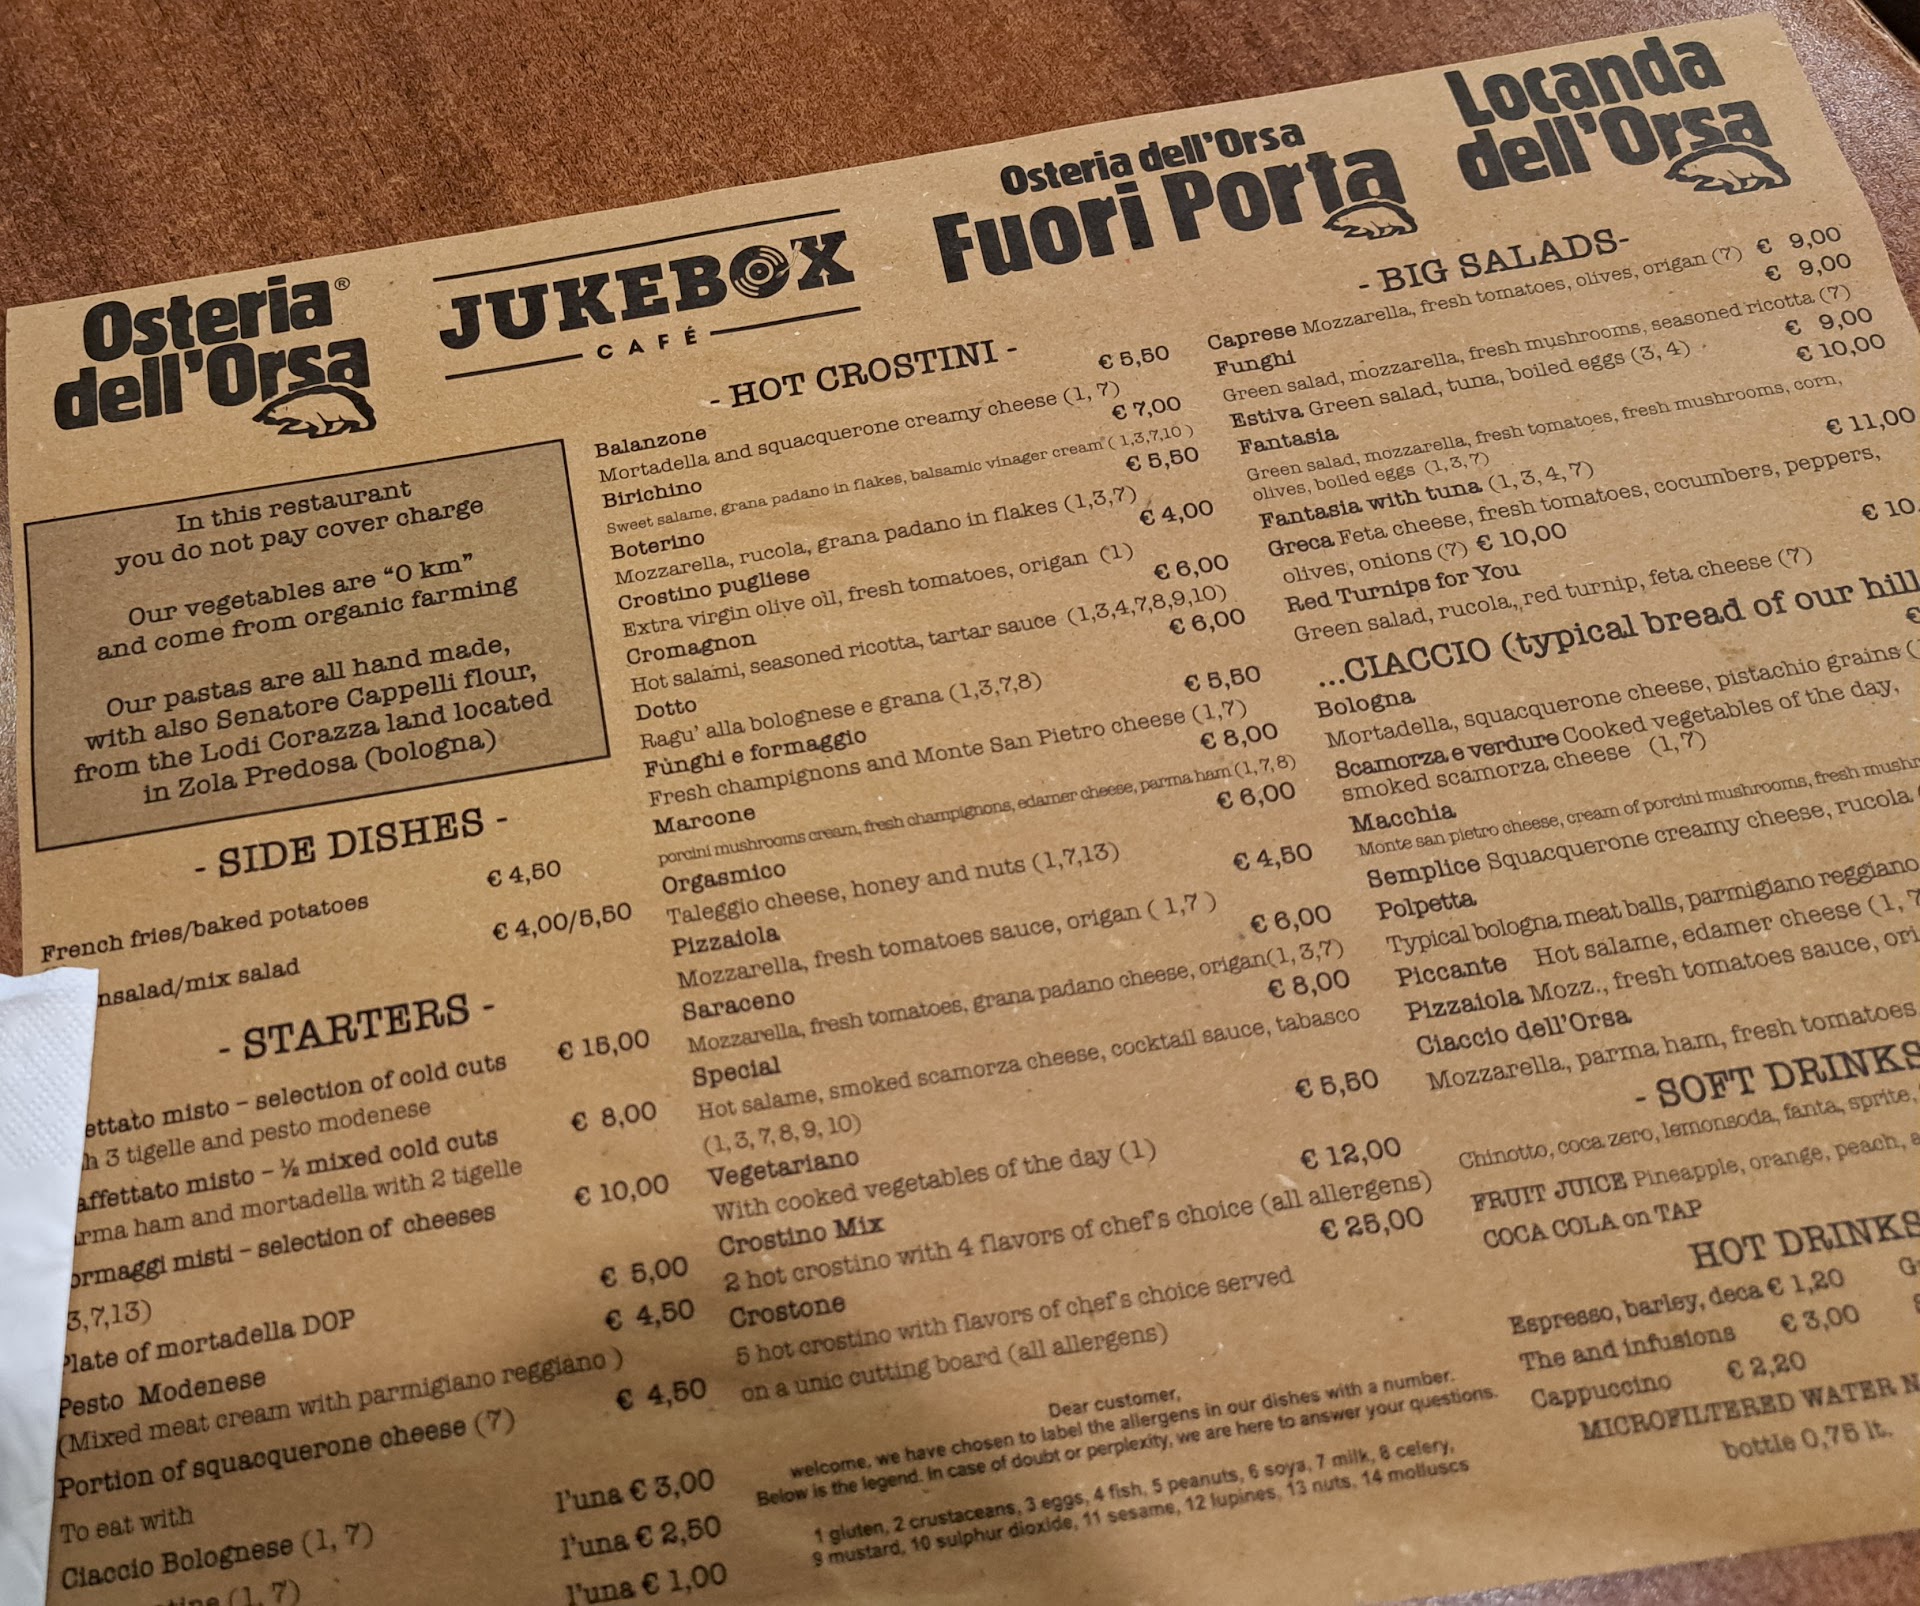 Osteria®
dell'Orsa
JUKEBOX
CAFÉ
Osteria dell'Orsa
Fuori Porta
Locanda
dell'Orsa
In this restaurant
you do not pay cover charge
Our vegetables are “0 km”
and come from organic farming
Our pastas are all hand made,
with also Senatore Cappelli flour,
from the Lodi Corazza land located
in Zola Predosa (bologna)
- SIDE DISHES -
French fries/baked potatoes € 4,50
nsalad/mix salad € 4,00/5,50
- STARTERS -
ettato misto – selection of cold cuts € 15,00
h 3 tigelle and pesto modenese
affettato misto – ½ mixed cold cuts € 8,00
rma ham and mortadella with 2 tigelle
ormaggi misti – selection of cheeses € 10,00
3,7,13)
Plate of mortadella DOP € 5,00
Pesto Modenese € 4,50
(Mixed meat cream with parmigiano reggiano )
Portion of squacquerone cheese (7) € 4,50
To eat with
Ciaccio Bolognese (1, 7) l'una € 3,00
(1, 7) l'una € 2,50
l'una € 1,00
- HOT CROSTINI -
Balanzone € 5,50
Mortadella and squacquerone creamy cheese (1, 7)
Birichino € 7,00
Sweet salame, grana padano in flakes, balsamic vinager cream ( 1,3,7,10 )
Boterino € 5,50
Mozzarella, rucola, grana padano in flakes (1,3,7)
Crostino pugliese € 4,00
Extra virgin olive oil, fresh tomatoes, origan (1)
Cromagnon € 6,00
Hot salami, seasoned ricotta, tartar sauce (1,3,4,7,8,9,10)
Dotto € 6,00
Ragu' alla bolognese e grana (1,3,7,8)
Fùnghi e formaggio € 5,50
Fresh champignons and Monte San Pietro cheese (1,7)
Marcone € 8,00
porcini mushrooms cream, fresh champignons, edamer cheese, parma ham (1, 7, 8)
Orgasmico € 6,00
Taleggio cheese, honey and nuts (1,7,13)
Pizzaiola € 4,50
Mozzarella, fresh tomatoes sauce, origan ( 1,7 )
Saraceno € 6,00
Mozzarella, fresh tomatoes, grana padano cheese, origan(1, 3,7)
Special € 8,00
Hot salame, smoked scamorza cheese, cocktail sauce, tabasco
(1, 3, 7, 8, 9, 10)
Vegetariano € 5,50
With cooked vegetables of the day (1)
Crostino Mix € 12,00
2 hot crostino with 4 flavors of chef's choice (all allergens)
Crostone € 25,00
5 hot crostino with flavors of chef's choice served
on a unic cutting board (all allergens)
Dear customer,
welcome, we have chosen to label the allergens in our dishes with a number.
Below is the legend. In case of doubt or perplexity, we are here to answer your questions.
1 gluten, 2 crustaceans, 3 eggs, 4 fish, 5 peanuts, 6 soya, 7 milk, 8 celery,
9 mustard, 10 sulphur dioxide, 11 sesame, 12 lupines, 13 nuts, 14 molluscs
- BIG SALADS-
Caprese Mozzarella, fresh tomatoes, olives, origan (7) € 9,00
Funghi € 9,00
Green salad, mozzarella, fresh mushrooms, seasoned ricotta (7)
Estiva Green salad, tuna, boiled eggs (3, 4) € 9,00
Fantasia € 10,00
Green salad, mozzarella, fresh tomatoes, fresh mushrooms, corn,
olives, boiled eggs (1,3,7)
Fantasia with tuna (1, 3, 4, 7) € 11,00
Greca Feta cheese, fresh tomatoes, cocumbers, peppers,
olives, onions (7) € 10,00
Red Turnips for You € 10,
Green salad, rucola, red turnip, feta cheese (7)
...CIACCIO (typical bread of our hill
Bologna €
Mortadella, squacquerone cheese, pistachio grains (
Scamorza e verdure Cooked vegetables of the day,
smoked scamorza cheese (1,7)
Macchia
Monte san pietro cheese, cream of porcini mushrooms, fresh mushr
Semplice Squacquerone creamy cheese, rucola
Polpetta
Typical bologna meat balls, parmigiano reggiano
Piccante Hot salame, edamer cheese (1, 7
Pizzaiola Mozz., fresh tomatoes sauce, ori
Ciaccio dell'Orsa
Mozzarella, parma ham, fresh tomatoes
- SOFT DRINKS
Chinotto, coca zero, lemonsoda, fanta, sprite,
FRUIT JUICE Pineapple, orange, peach, a
COCA COLA on TAP
HOT DRINKS
Espresso, barley, deca € 1,20
The and infusions € 3,00
Cappuccino € 2,20
MICROFILTERED WATER N
bottle 0,75 lt.